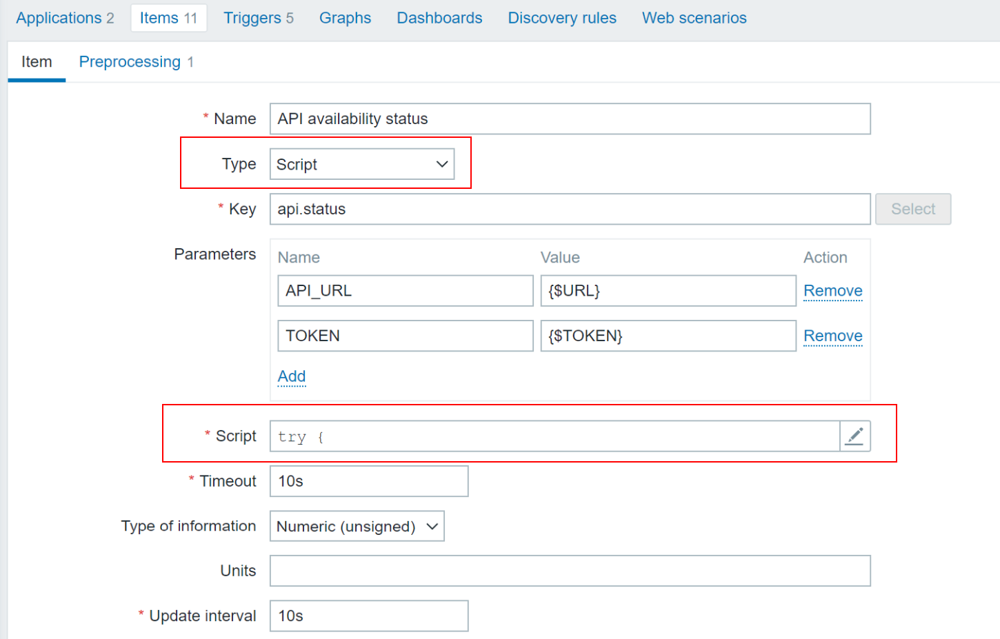 Applications 2 Items 11 Triggers 5 Graphs Dashboards Discovery rules Web scenarios
Item Preprocessing 1
* Name API availability status
Type Script
* Key api.status Select
Parameters Name Value Action
API_URL {$URL} Remove
TOKEN {$TOKEN} Remove
Add
* Script try {
* Timeout 10s
Type of information Numeric (unsigned)
Units
* Update interval 10s